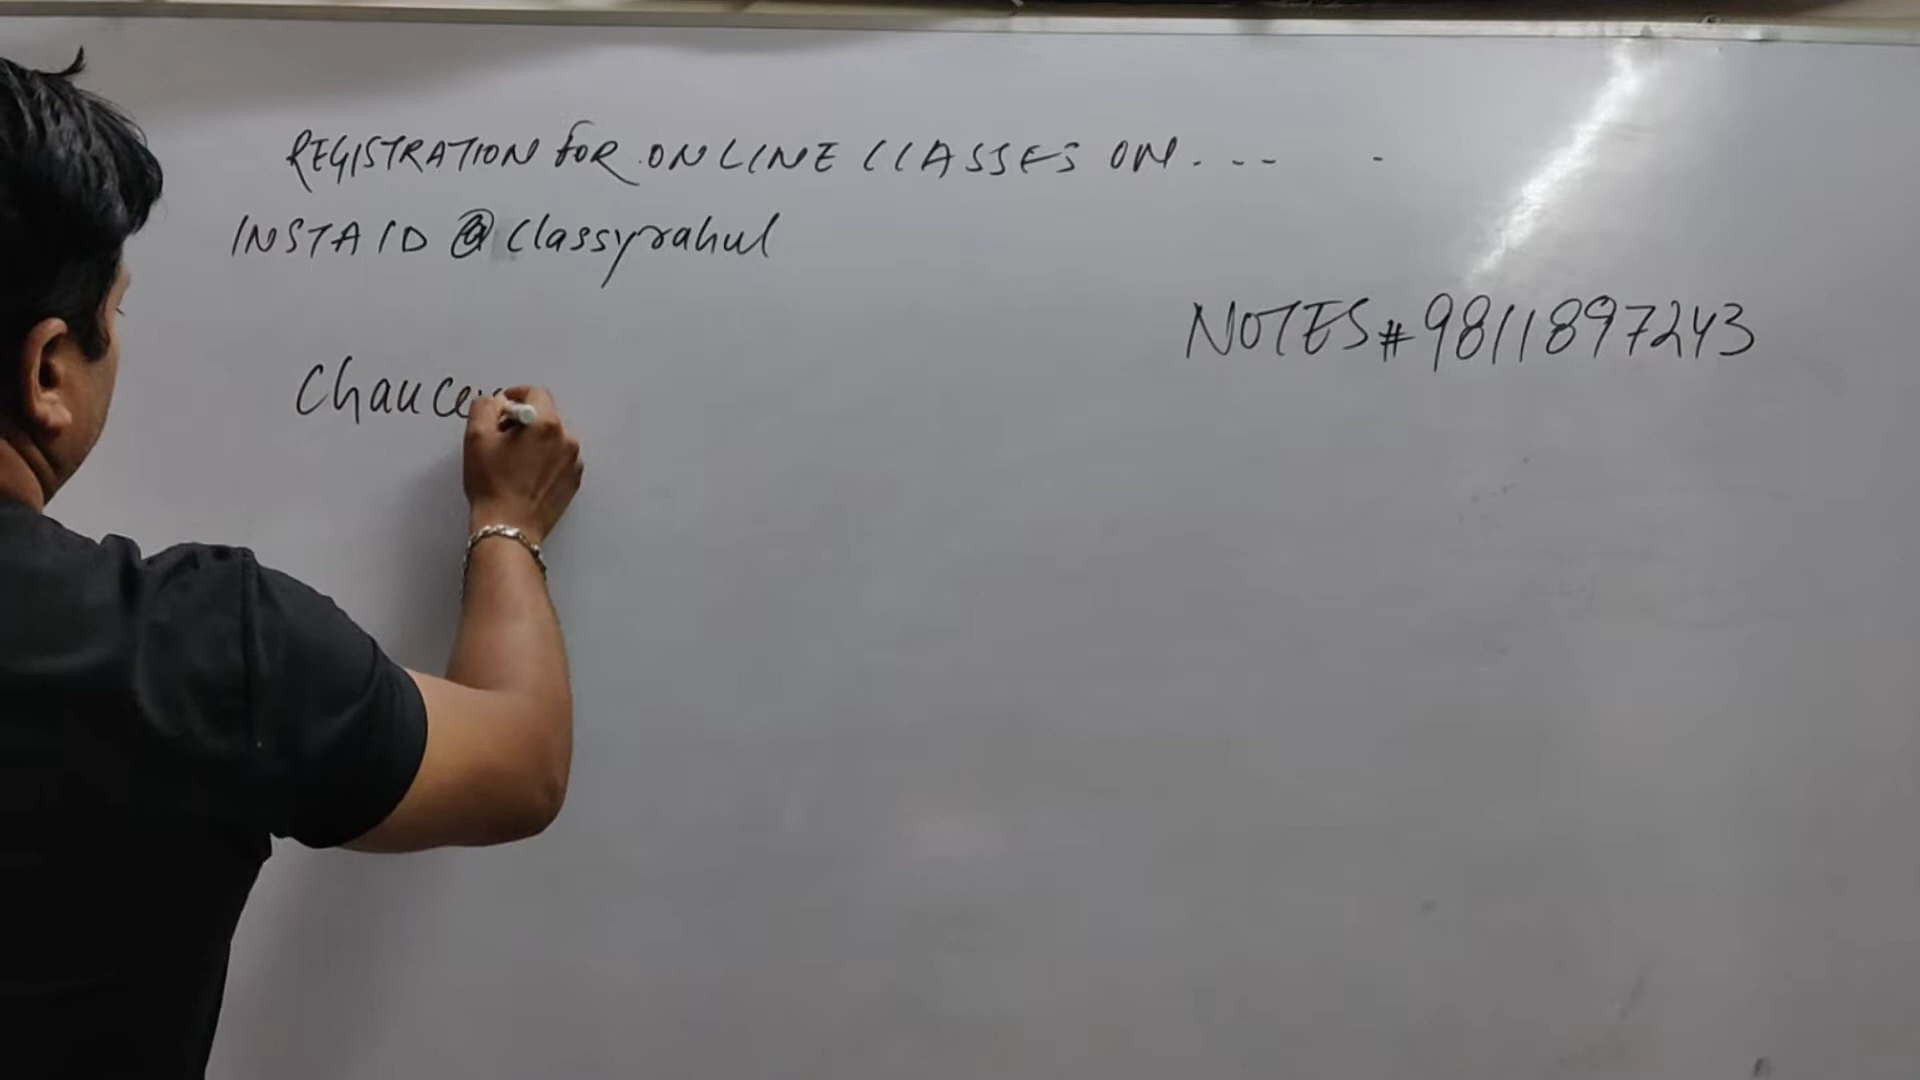 REGISTRATION FOR ONLINE CLASSES ON. - - - -
INSTA ID @ classyrahul
NOTES # 9811897243
Chauce